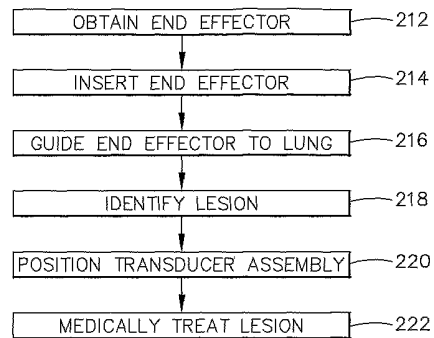 OBTAIN END EFFECTOR 212
INSERT END EFFECTOR 214
GUIDE END EFFECTOR TO LUNG 216
IDENTIFY LESION 218
POSITION TRANSDUCER ASSEMBLY 220
MEDICALLY TREAT LESION 222